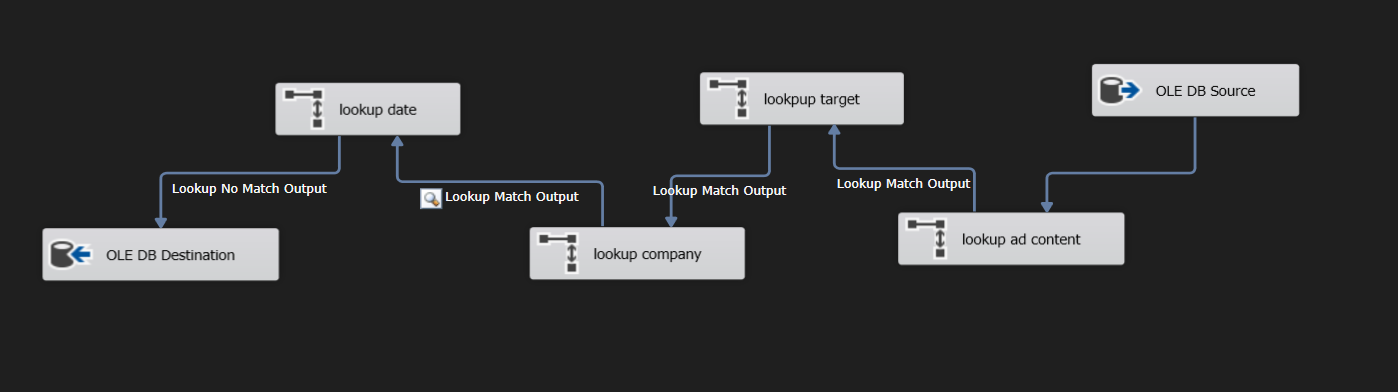 OLE DB Source
lookpup target
lookup date
Lookup No Match Output
Lookup Match Output
Lookup Match Output
Lookup Match Output
lookup ad content
lookup company
OLE DB Destination